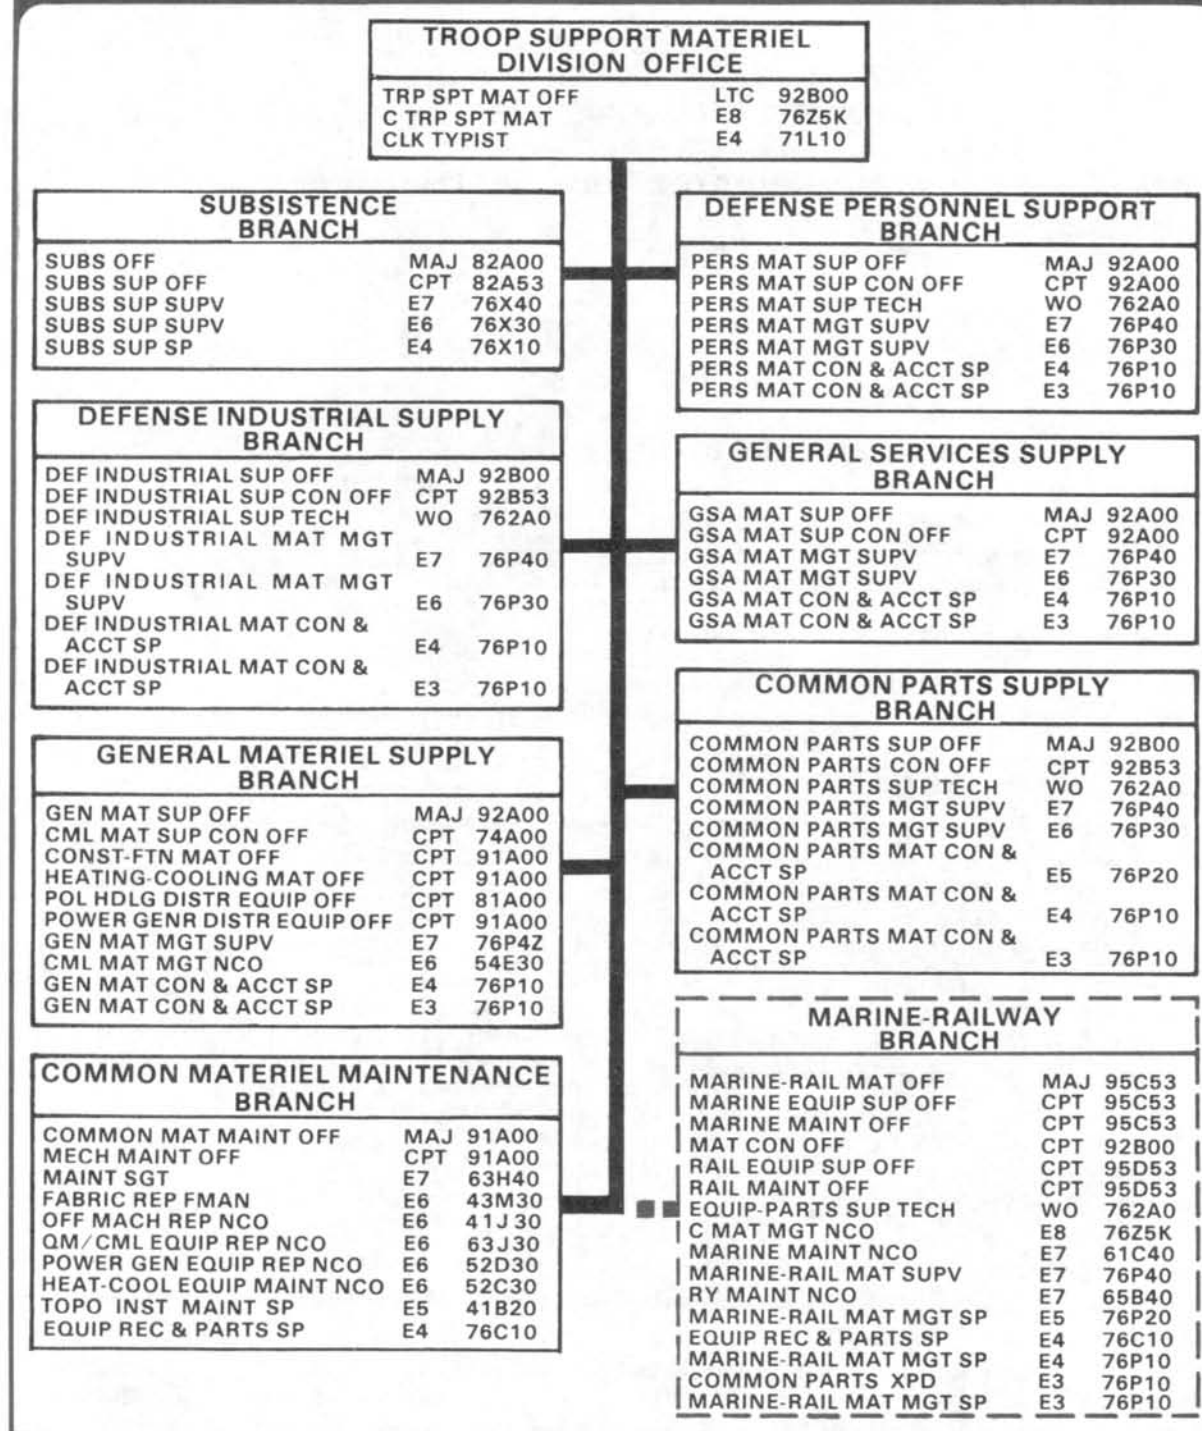 TROOP SUPPORT MATERIEL
DIVISION OFFICE
TRP SPT MAT OFF LTC 92B00
C TRP SPT MAT E8 76Z5K
CLK TYPIST E4 71L10
SUBSISTENCE
BRANCH
SUBS OFF MAJ 82A00
SUBS SUP OFF CPT 82A53
SUBS SUP SUPV E7 76X40
SUBS SUP SUPV E6 76X30
SUBS SUP SP E4 76X10
DEFENSE PERSONNEL SUPPORT
BRANCH
PERS MAT SUP OFF MAJ 92A00
PERS MAT SUP CON OFF CPT 92A00
PERS MAT SUP TECH WO 762A0
PERS MAT MGT SUPV E7 76P40
PERS MAT MGT SUPV E6 76P30
PERS MAT CON & ACCT SP E4 76P10
PERS MAT CON & ACCT SP E3 76P10
DEFENSE INDUSTRIAL SUPPLY
BRANCH
DEF INDUSTRIAL SUP OFF MAJ 92B00
DEF INDUSTRIAL SUP CON OFF CPT 92B53
DEF INDUSTRIAL SUP TECH WO 762A0
DEF INDUSTRIAL MAT MGT
SUPV E7 76P40
DEF INDUSTRIAL MAT MGT
SUPV E6 76P30
DEF INDUSTRIAL MAT CON &
ACCT SP E4 76P10
DEF INDUSTRIAL MAT CON &
ACCT SP E3 76P10
GENERAL SERVICES SUPPLY
BRANCH
GSA MAT SUP OFF MAJ 92A00
GSA MAT SUP CON OFF CPT 92A00
GSA MAT MGT SUPV E7 76P40
GSA MAT MGT SUPV E6 76P30
GSA MAT CON & ACCT SP E4 76P10
GSA MAT CON & ACCT SP E3 76P10
COMMON PARTS SUPPLY
BRANCH
COMMON PARTS SUP OFF MAJ 92B00
COMMON PARTS CON OFF CPT 92B53
COMMON PARTS SUP TECH WO 762A0
COMMON PARTS MGT SUPV E7 76P40
COMMON PARTS MGT SUPV E6 76P30
COMMON PARTS MAT CON &
ACCT SP E5 76P20
COMMON PARTS MAT CON &
ACCT SP E4 76P10
COMMON PARTS MAT CON &
ACCT SP E3 76P10
GENERAL MATERIEL SUPPLY
BRANCH
GEN MAT SUP OFF MAJ 92A00
CML MAT SUP CON OFF CPT 74A00
CONST-FTN MAT OFF CPT 91A00
HEATING-COOLING MAT OFF CPT 91A00
POL HDLG DISTR EQUIP OFF CPT 81A00
POWER GENR DISTR EQUIP OFF CPT 91A00
GEN MAT MGT SUPV E7 76P4Z
CML MAT MGT NCO E6 54E30
GEN MAT CON & ACCT SP E4 76P10
GEN MAT CON & ACCT SP E3 76P10
COMMON MATERIEL MAINTENANCE
BRANCH
COMMON MAT MAINT OFF MAJ 91A00
MECH MAINT OFF CPT 91A00
MAINT SGT E7 63H40
FABRIC REP FMAN E6 43M30
OFF MACH REP NCO E6 41J30
QM/CML EQUIP REP NCO E6 63J30
POWER GEN EQUIP REP NCO E6 52D30
HEAT-COOL EQUIP MAINT NCO E6 52C30
TOPO INST MAINT SP E5 41B20
EQUIP REC & PARTS SP E4 76C10
MARINE-RAILWAY
BRANCH
MARINE-RAIL MAT OFF MAJ 95C53
MARINE EQUIP SUP OFF CPT 95C53
MARINE MAINT OFF CPT 95C53
MAT CON OFF CPT 92B00
RAIL EQUIP SUP OFF CPT 95D53
RAIL MAINT OFF CPT 95D53
EQUIP-PARTS SUP TECH WO 762A0
C MAT MGT NCO E8 76Z5K
MARINE MAINT NCO E7 61C40
MARINE-RAIL MAT SUPV E7 76P40
RY MAINT NCO E7 65B40
MARINE-RAIL MAT MGT SP E5 76P20
EQUIP REC & PARTS SP E4 76C10
MARINE-RAIL MAT MGT SP E4 76P10
COMMON PARTS XPD E3 76P10
MARINE-RAIL MAT MGT SP E3 76P10